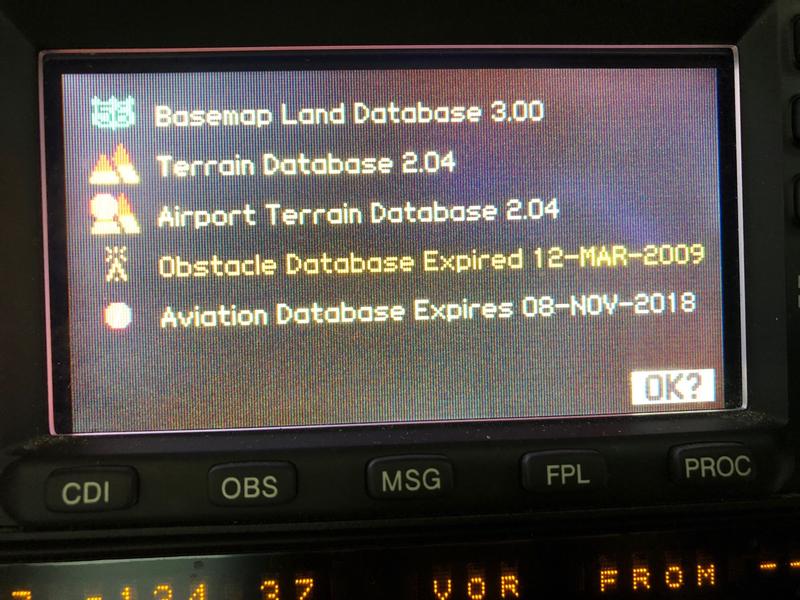 Basemap Land Database 3.00
Terrain Database 2.04
Airport Terrain Database 2.04
Obstacle Database Expired 12-MAR-2009
Aviation Database Expires 08-NOV-2018
OK?
CDI OBS MSG FPL PROC
37 VOR FROM --